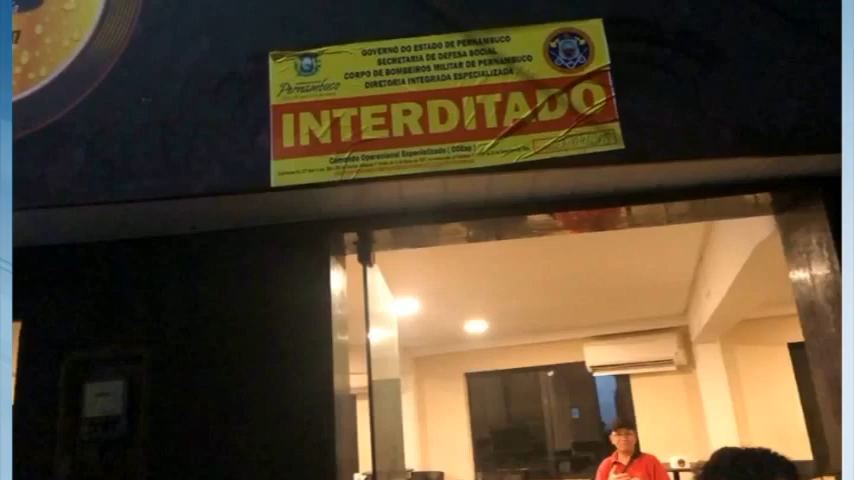 GOVERNO DO ESTADO DE PERNAMBUCO
SECRETARIA DE DEFESA SOCIAL
CORPO DE BOMBEIROS MILITAR DE PERNAMBUCO
DIRETORIA INTEGRADA ESPECIALIZADA
Pernambuco
INTERDITADO
Comando Operacional Especializado